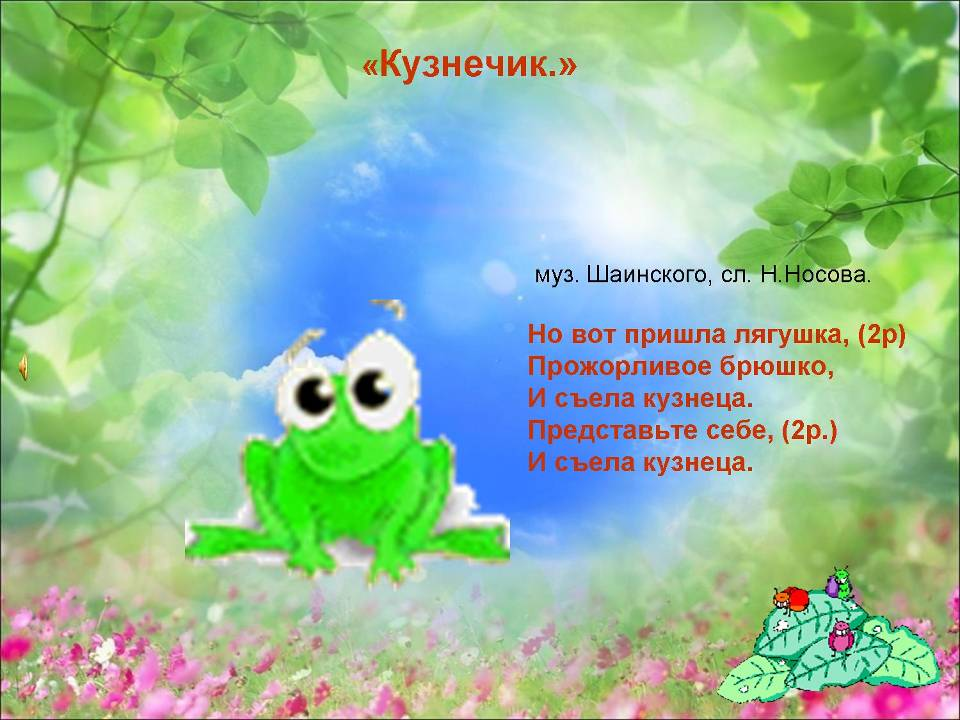 «Кузнечик.»
муз. Шаинского, сл. Н.Носова.
Но вот пришла лягушка, (2р)
Прожорливое брюшко,
И съела кузнеца.
Представьте себе, (2р.)
И съела кузнеца.